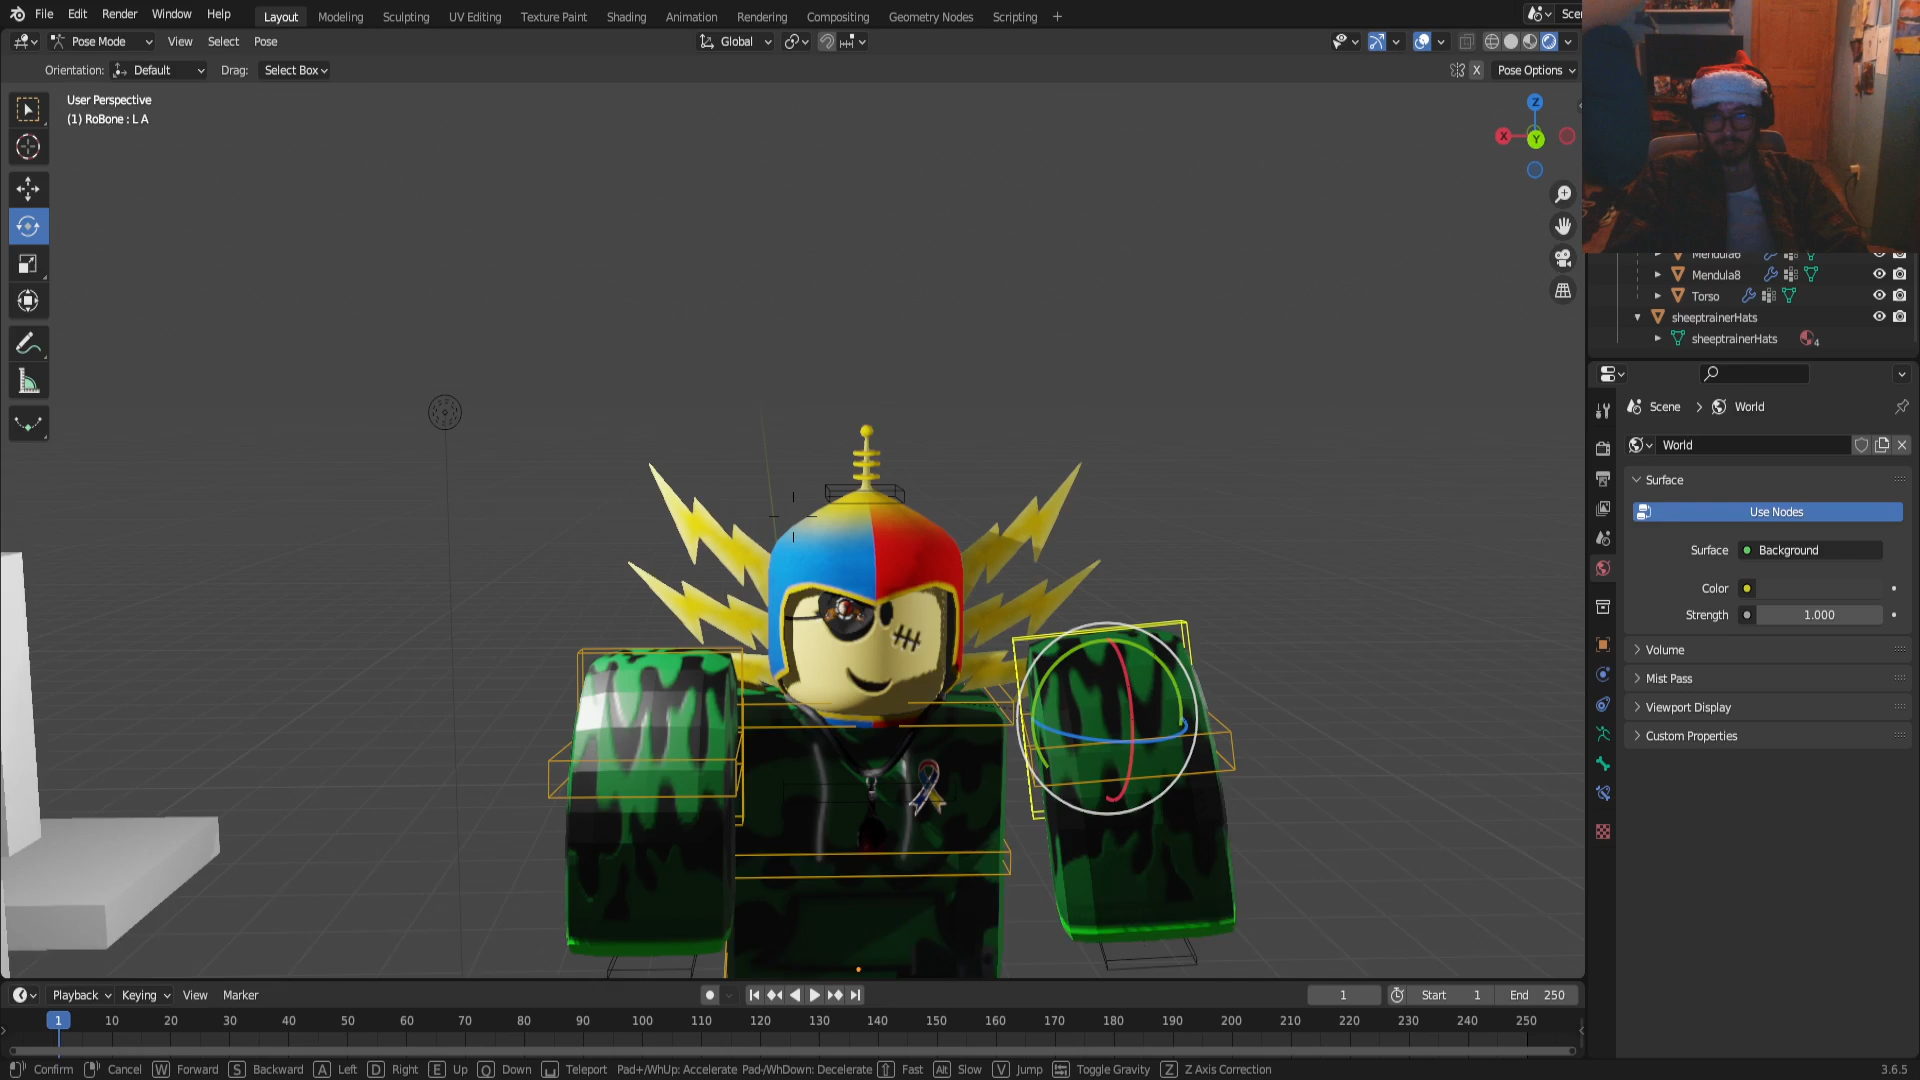 File Edit Render Window Help Layout Modeling Sculpting UV Editing Texture Paint Shading Animation Rendering Compositing Geometry Nodes Scripting +
Pose Mode View Select Pose Global
Orientation: Default Drag: Select Box X Pose Options
User Perspective
(1) RoBone : L A
Z
X
Y
Mendula6
Mendula8
Torso
sheeptrainerHats
sheeptrainerHats 4
Scene > World
World
Surface
Use Nodes
Surface Background
Color
Strength 1.000
Volume
Mist Pass
Viewport Display
Custom Properties
Playback Keying View Marker 1 Start 1 End 250
1 10 20 30 40 50 60 70 80 90 100 110 120 130 140 150 160 170 180 190 200 210 220 230 240 250
Confirm Cancel W Forward S Backward A Left D Right E Up Q Down Teleport Pad+/WhUp: Accelerate Pad-/WhDown: Decelerate Fast Alt Slow V Jump Toggle Gravity Z Z Axis Correction 3.6.5